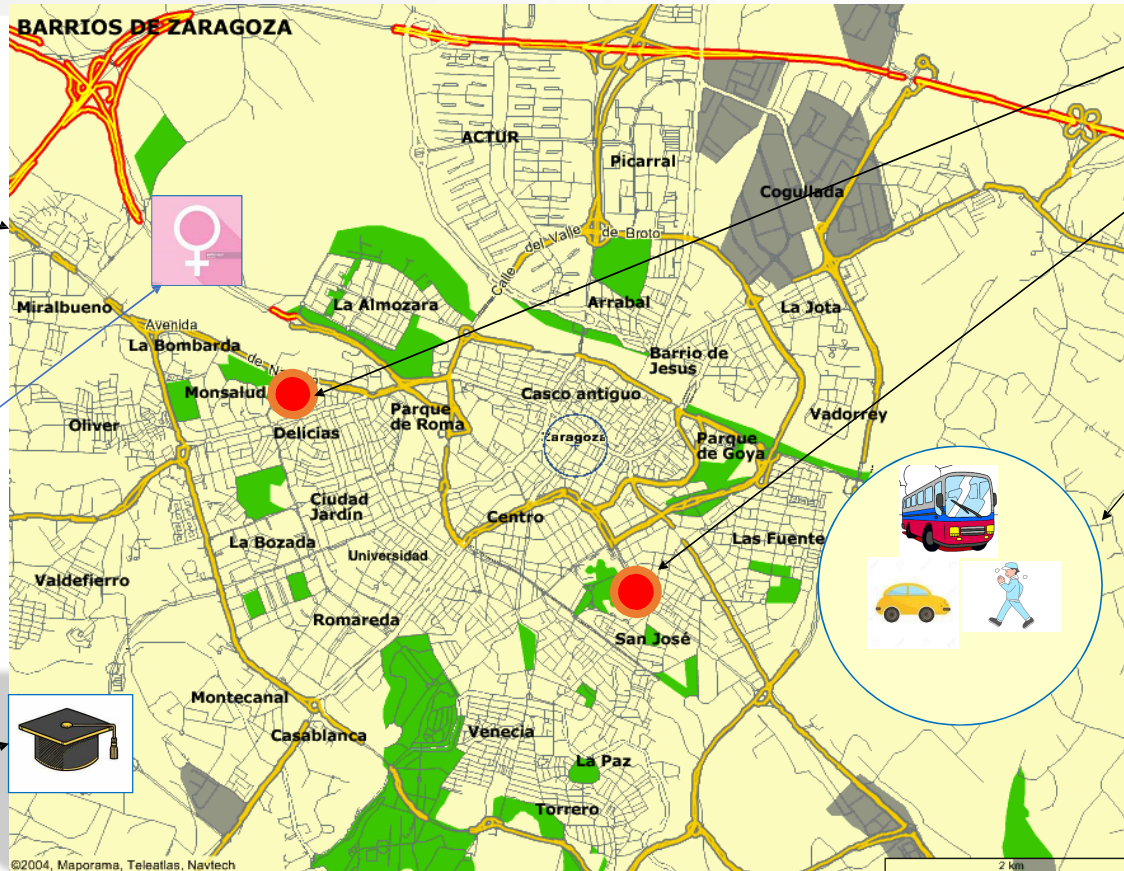 BARRIOS DE ZARAGOZA
ACTUR
Picarral
Cogullada
Calle del Valle de Broto
Miralbueno
La Almozara
Arrabal
La Jota
Avenida de Na
La Bombarda
Barrio de
Jesus
Monsalud
Casco antiguo
Parque
de Roma
Vadorrey
Oliver
Delicias
Zaragoza
Parque
de Goya
Ciudad
Jardín
Centro
La Bozada
Universidad
Las Fuente
Valdefierro
Romareda
San José
Montecanal
Casablanca
Venecia
La Paz
Torrero
©2004, Maporama, Teleatlas, Navtech
2 km